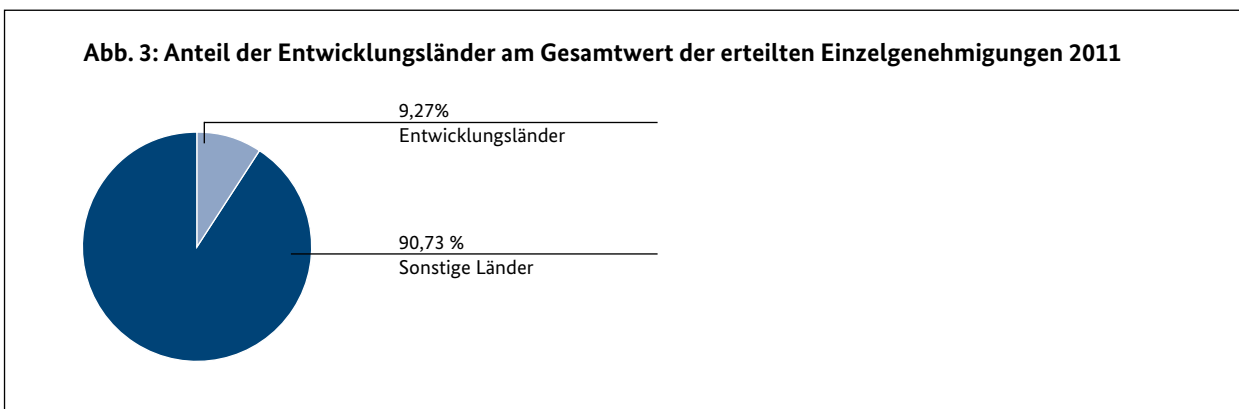 Abb. 3: Anteil der Entwicklungsländer am Gesamtwert der erteilten Einzelgenehmigungen 2011
9,27%
Entwicklungsländer
90,73 %
Sonstige Länder